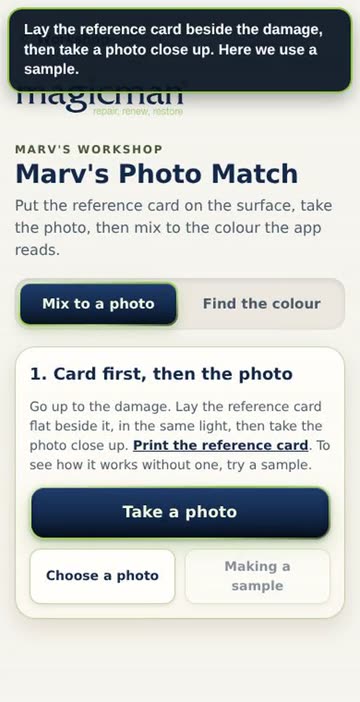 Lay the reference card beside the damage,
then take a photo close up. Here we use a
sample.
magicman
repair, renew, restore
MARV'S WORKSHOP
Marv's Photo Match
Put the reference card on the surface, take
the photo, then mix to the colour the app
reads.
Mix to a photo
Find the colour
1. Card first, then the photo
Go up to the damage. Lay the reference card
flat beside it, in the same light, then take the
photo close up. Print the reference card. To
see how it works without one, try a sample.
Take a photo
Choose a photo
Making a
sample